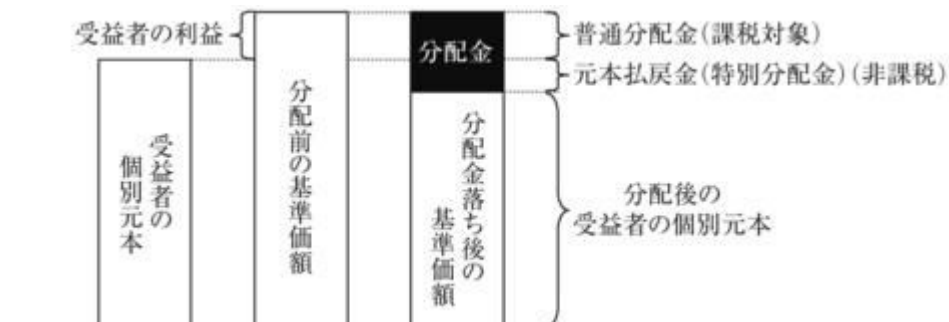 受益者の利益
普通分配金(課税対象)
分配金
元本払戻金(特別分配金)(非課税)
受益者の
個別元本
分配前の基準価額
分配金落ち後の
基準価額
分配後の
受益者の個別元本